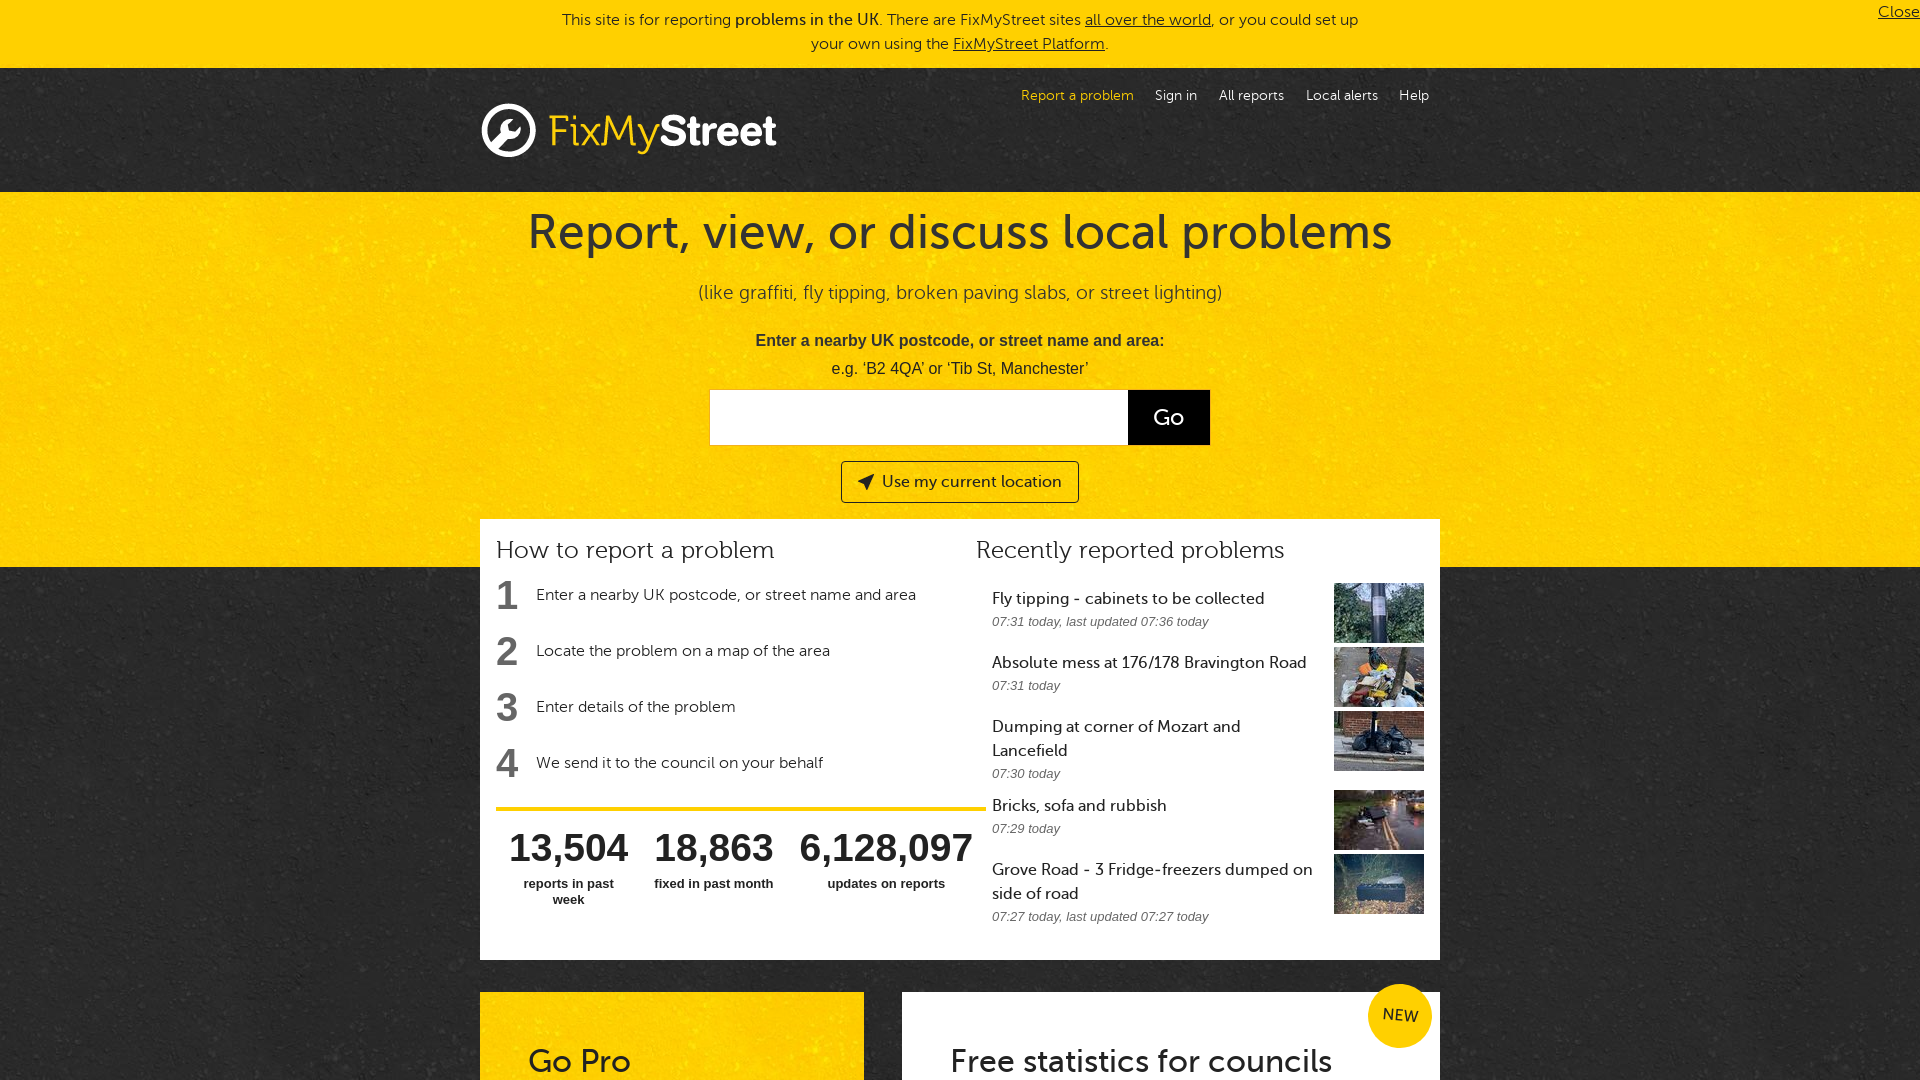 This site is for reporting problems in the UK. There are FixMyStreet sites all over the world, or you could set up
your own using the FixMyStreet Platform.
Close
Report a problem Sign in All reports Local alerts Help
FixMyStreet
Report, view, or discuss local problems
(like graffiti, fly tipping, broken paving slabs, or street lighting)
Enter a nearby UK postcode, or street name and area:
e.g. ‘B2 4QA’ or ‘Tib St, Manchester’
Go
Use my current location
How to report a problem
1 Enter a nearby UK postcode, or street name and area
2 Locate the problem on a map of the area
3 Enter details of the problem
4 We send it to the council on your behalf
13,504 18,863 6,128,097
reports in past fixed in past month updates on reports
week
Recently reported problems
Fly tipping - cabinets to be collected
07:31 today, last updated 07:36 today
Absolute mess at 176/178 Bravington Road
07:31 today
Dumping at corner of Mozart and
Lancefield
07:30 today
Bricks, sofa and rubbish
07:29 today
Grove Road - 3 Fridge-freezers dumped on
side of road
07:27 today, last updated 07:27 today
Go Pro
NEW
Free statistics for councils